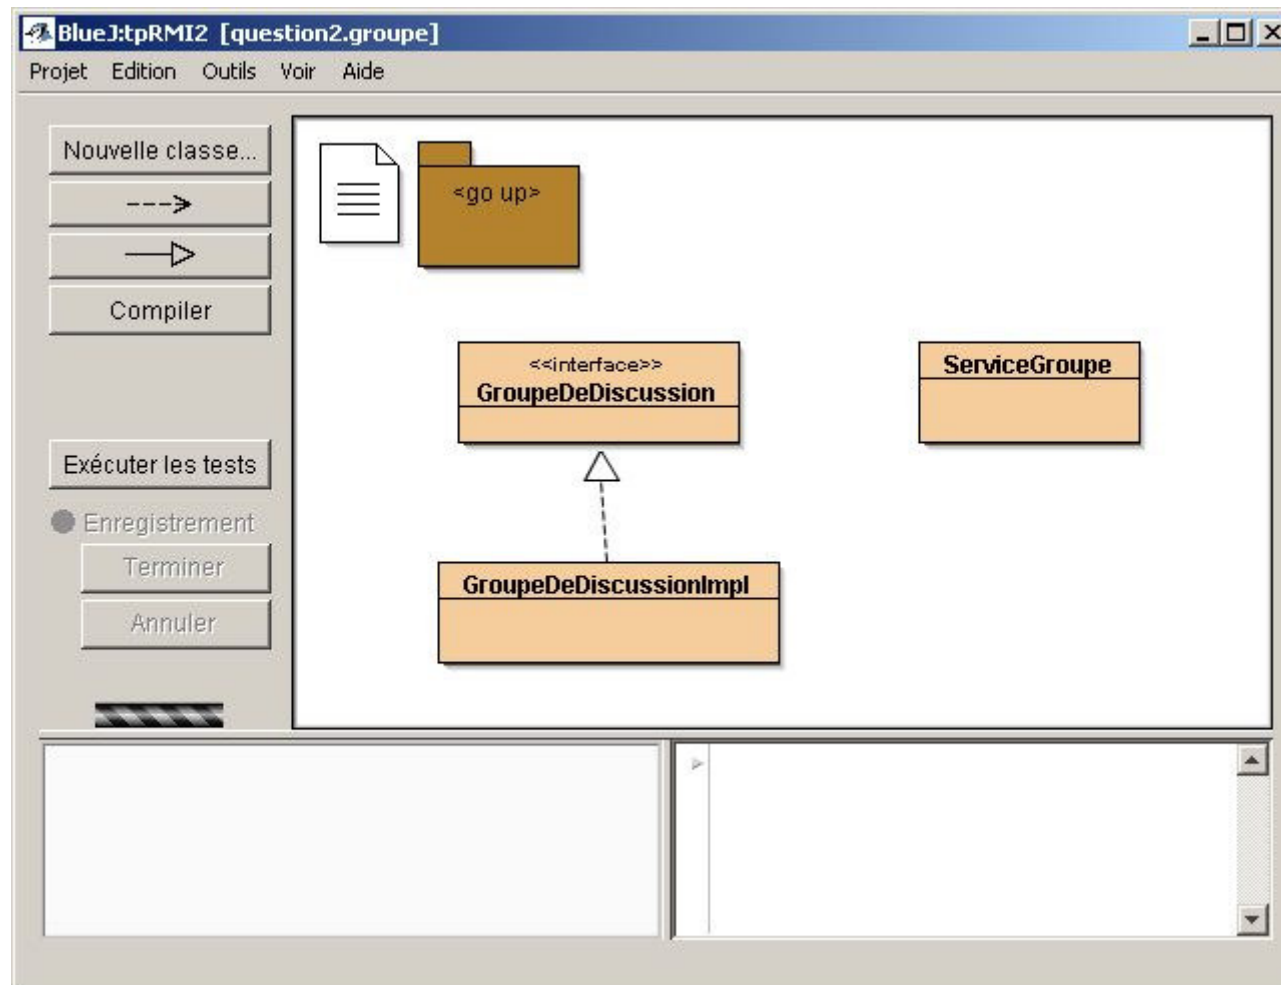 BlueJ:tpRMI2 [question2.groupe]
Projet Edition Outils Voir Aide
Nouvelle classe...
<go up>
Compiler
<<interface>>
GroupeDeDiscussion
ServiceGroupe
Exécuter les tests
Enregistrement
Terminer
GroupeDeDiscussionImpl
Annuler